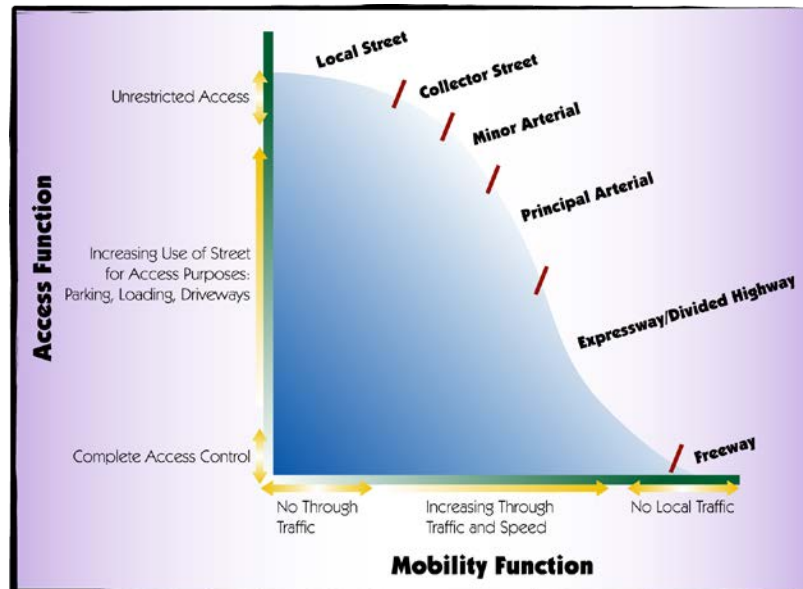 Local Street
Collector Street
Minor Arterial
Principal Arterial
Expressway/Divided Highway
Freeway
Access Function
Unrestricted Access
Increasing Use of Street
for Access Purposes:
Parking, Loading, Driveways
Complete Access Control
No Through
Traffic
Increasing Through
Traffic and Speed
No Local Traffic
Mobility Function